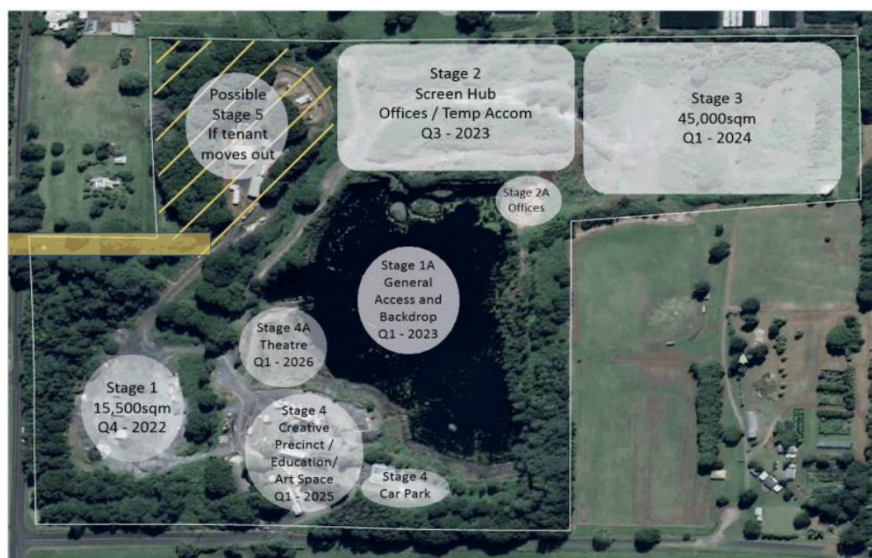 Possible
Stage 5
If tenant
moves out
Stage 2
Screen Hub
Offices / Temp Accom
Q3 - 2023
Stage 3
45,000sqm
Q1 - 2024
Stage 2A
Offices
Stage 1A
General
Access and
Backdrop
Q1 - 2023
Stage 4A
Theatre
Q1 - 2026
Stage 1
15,500sqm
Q4 - 2022
Stage 4
Creative
Precinct /
Education/
Art Space
Q1 - 2025
Stage 4
Car Park